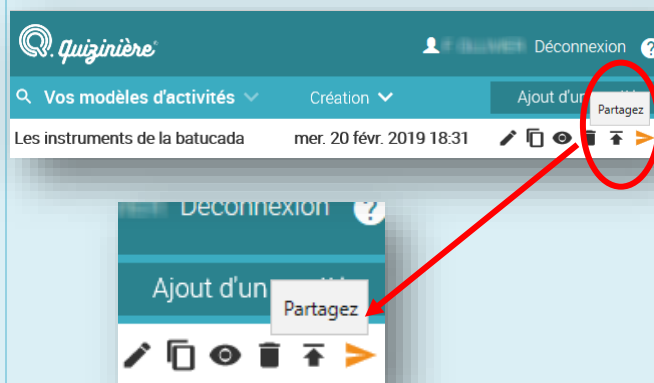 Quizinière
Déconnexion ?
Vos modèles d'activités Création Ajout d'un
Partagez
Les instruments de la batucada mer. 20 févr. 2019 18:31
Déconnexion ?
Ajout d'un
Partagez